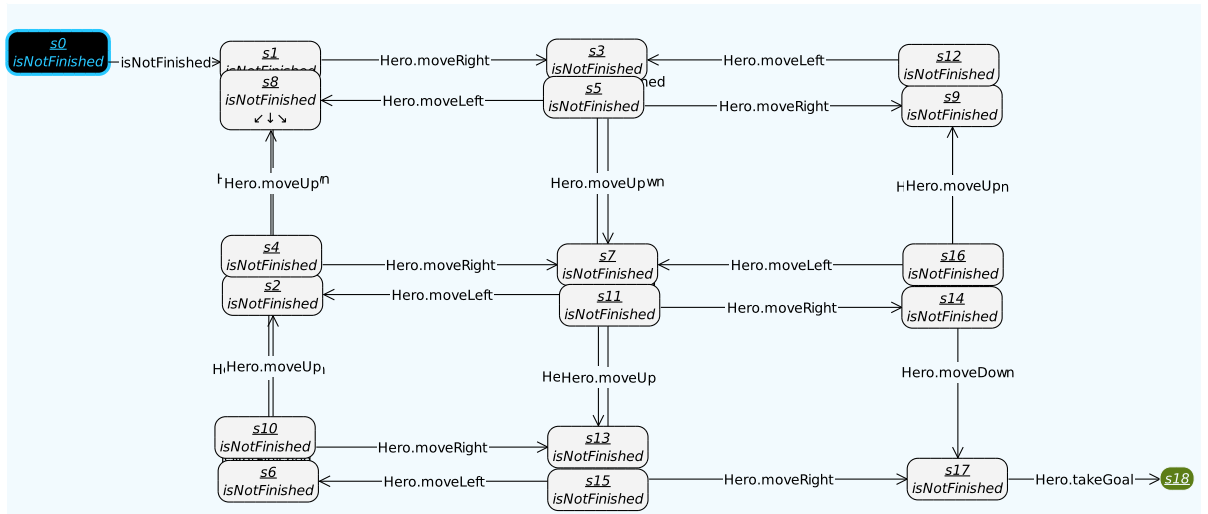 s0
isNotFinished
isNotFinished
s1
s8
isNotFinished
↙↓↘
Hero.moveRight
s3
isNotFinished
Hero.moveLeft
s12
isNotFinished
Hero.moveLeft
s5
isNotFinished
Hero.moveRight
s9
isNotFinished
Hero.moveUp
Hero.moveUp
Hero.moveUp
s4
isNotFinished
Hero.moveRight
s7
isNotFinished
Hero.moveLeft
s16
isNotFinished
s2
isNotFinished
Hero.moveLeft
s11
isNotFinished
Hero.moveRight
s14
isNotFinished
Hero.moveUp
Hero.moveUp
Hero.moveDown
s10
isNotFinished
Hero.moveRight
s13
isNotFinished
s6
isNotFinished
Hero.moveLeft
s15
isNotFinished
Hero.moveRight
s17
isNotFinished
Hero.takeGoal
s18